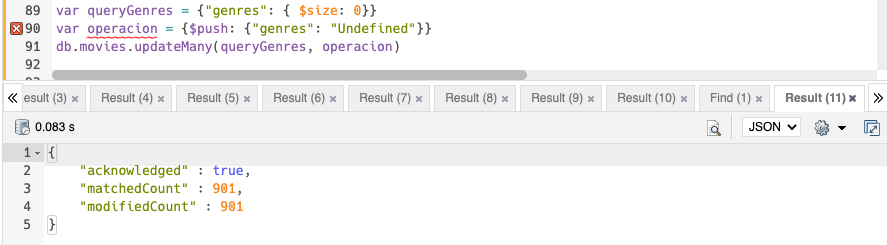 89 var queryGenres = {"genres": { $size: 0}}
90 var operacion = {$push: {"genres": "Undefined"}}
91 db.movies.updateMany(queryGenres, operacion)
92
« esult (3) × Result (4) × Result (5) × Result (6) × Result (7) × Result (8) × Result (9) × Result (10) × Find (1) × Result (11) × »
0.083 s JSON
1 {
2 "acknowledged" : true,
3 "matchedCount" : 901,
4 "modifiedCount" : 901
5 }